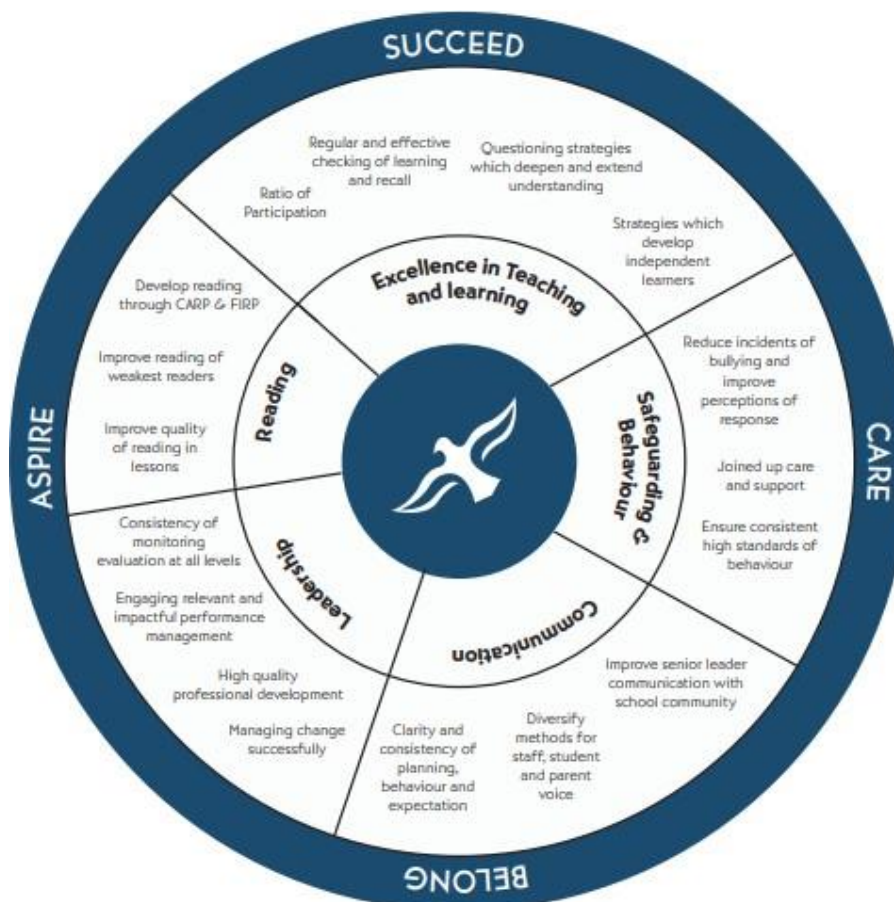 SUCCEED
Regular and effective
checking of learning
and recall
Questioning strategies
which deepen and extend
understanding
Ratio of
Participation
Strategies which
develop
independent
learners
Excellence in Teaching
and learning
Develop reading
through CARP & FIRP
Improve reading of
weakest readers
Improve quality
of reading in
lessons
Reading
ASPIRE
Reduce incidents of
bullying and
improve
perceptions of
response
Joined up care
and support
Ensure consistent
high standards of
behaviour
Safeguarding &
Behaviour
CARE
Consistency of
monitoring
evaluation at all levels
Engaging relevant and
impactful performance
management
High quality
professional development
Managing change
successfully
Leadership
Communication
Improve senior leader
communication with
school community
Diversify
methods for
staff, student
and parent
voice
Clarity and
consistency of
planning,
behaviour and
expectation
BELONG